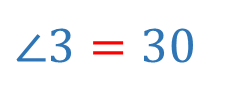 ∠3 = 30